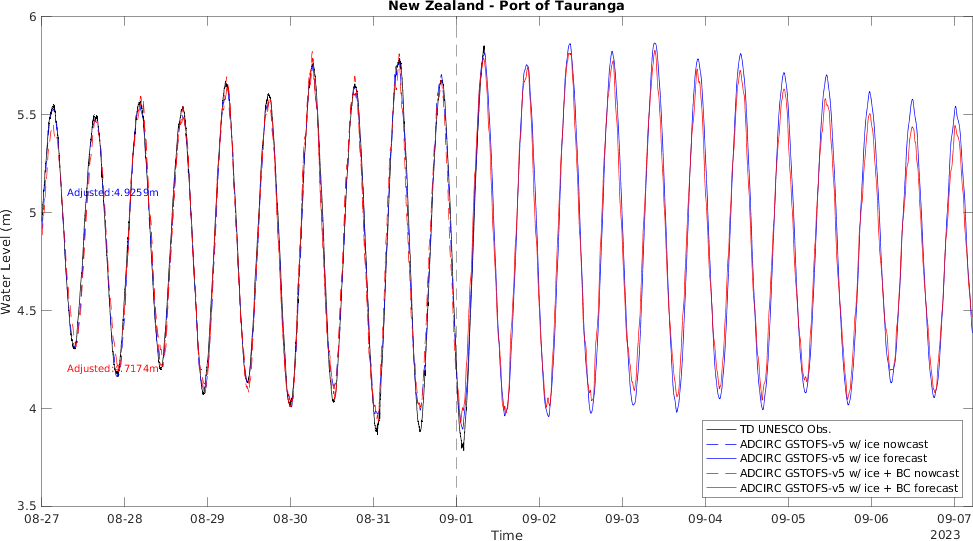 New Zealand - Port of Tauranga
6
5.5
5
4.5
4
3.5
Water Level (m)
Adjusted:4.9259m
Adjusted:4.7174m
TD UNESCO Obs.
ADCIRC GSTOFS-v5 w/ ice nowcast
ADCIRC GSTOFS-v5 w/ ice forecast
ADCIRC GSTOFS-v5 w/ ice + BC nowcast
ADCIRC GSTOFS-v5 w/ ice + BC forecast
08-27 08-28 08-29 08-30 08-31 09-01 09-02 09-03 09-04 09-05 09-06 09-07
2023
Time